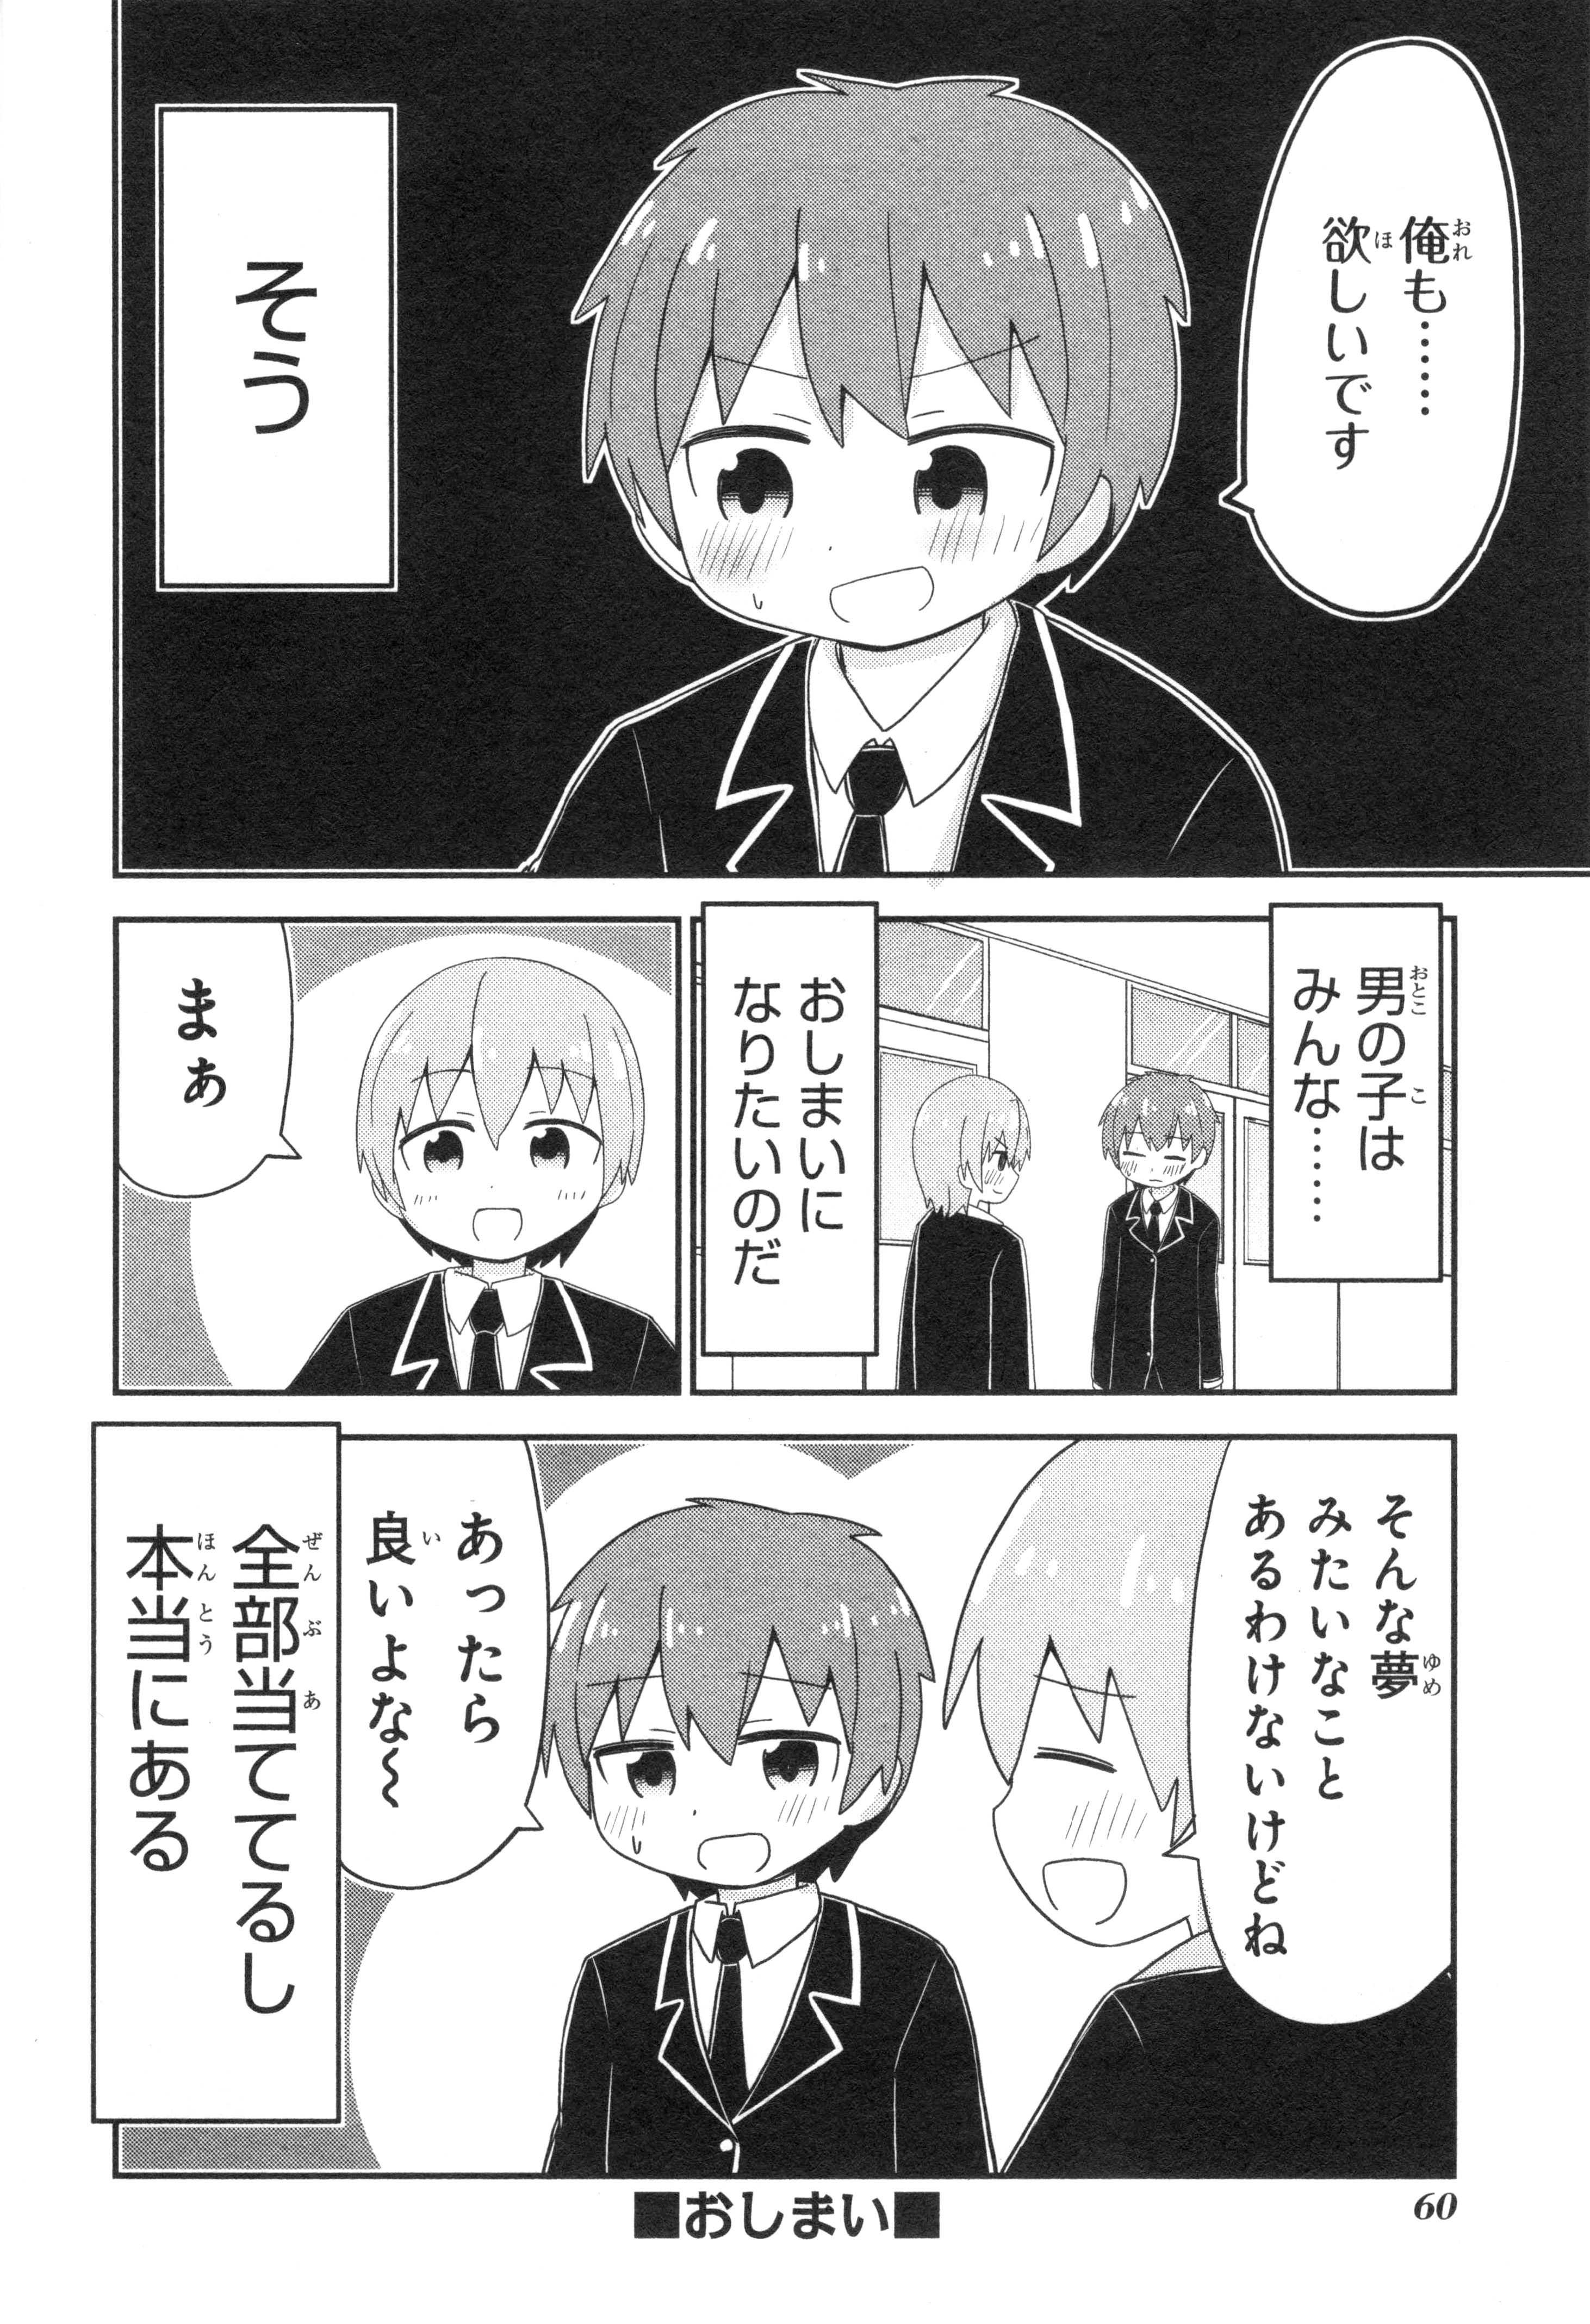 俺も……
欲しいです
そう
男の子は
みんな……
おしまいに
なりたいのだ
まぁ
そんな夢
みたいなこと
あるわけないけどね
あったら
良いよな～
全部当ててるし
本当にある
■おしまい■
60